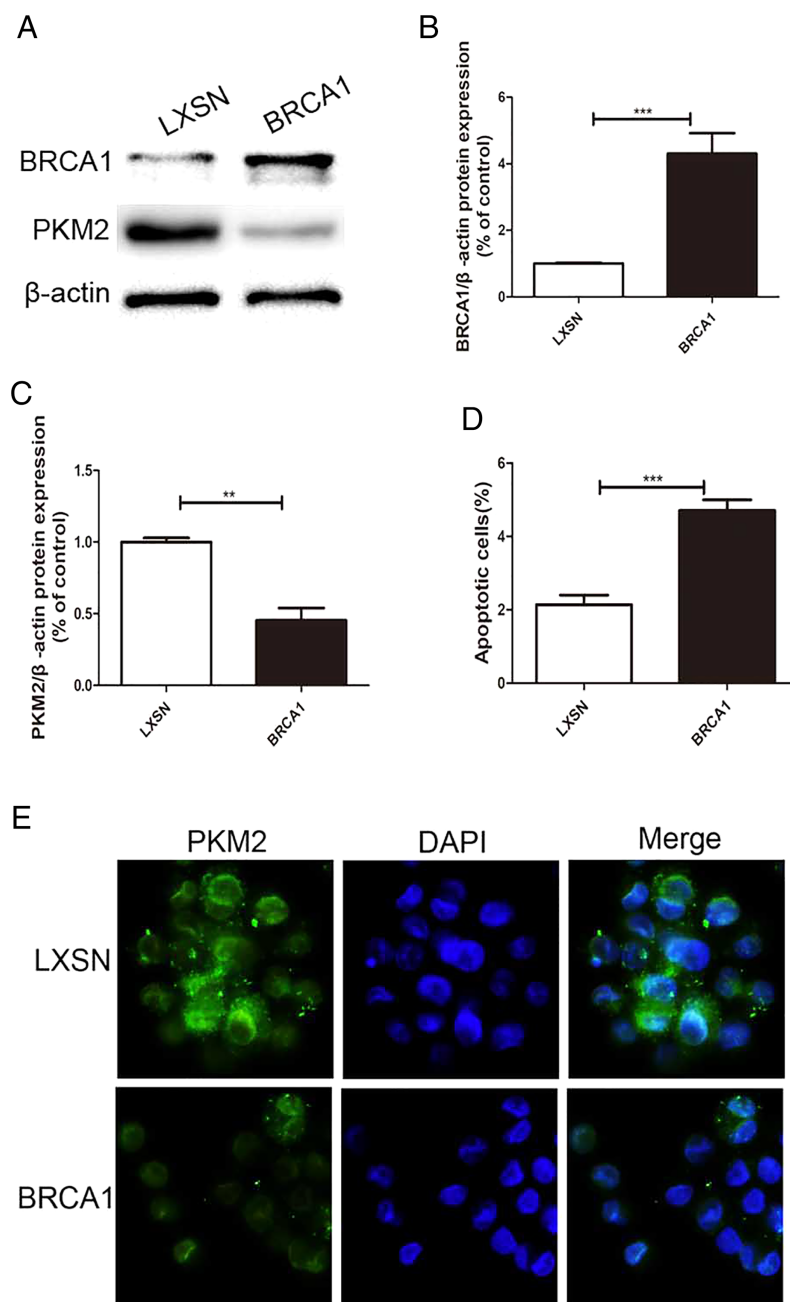 A
LXSN BRCA1
BRCA1
PKM2
β-actin
B
BRCA1/β -actin protein expression
(% of control)
6
4
2
0
***
LXSN
BRCA1
C
PKM2/β -actin protein expression
(% of control)
1.5
1.0
0.5
0.0
**
LXSN
BRCA1
D
Apoptotic cells(%)
6
4
2
0
***
LXSN
BRCA1
E
PKM2 DAPI Merge
LXSN
BRCA1